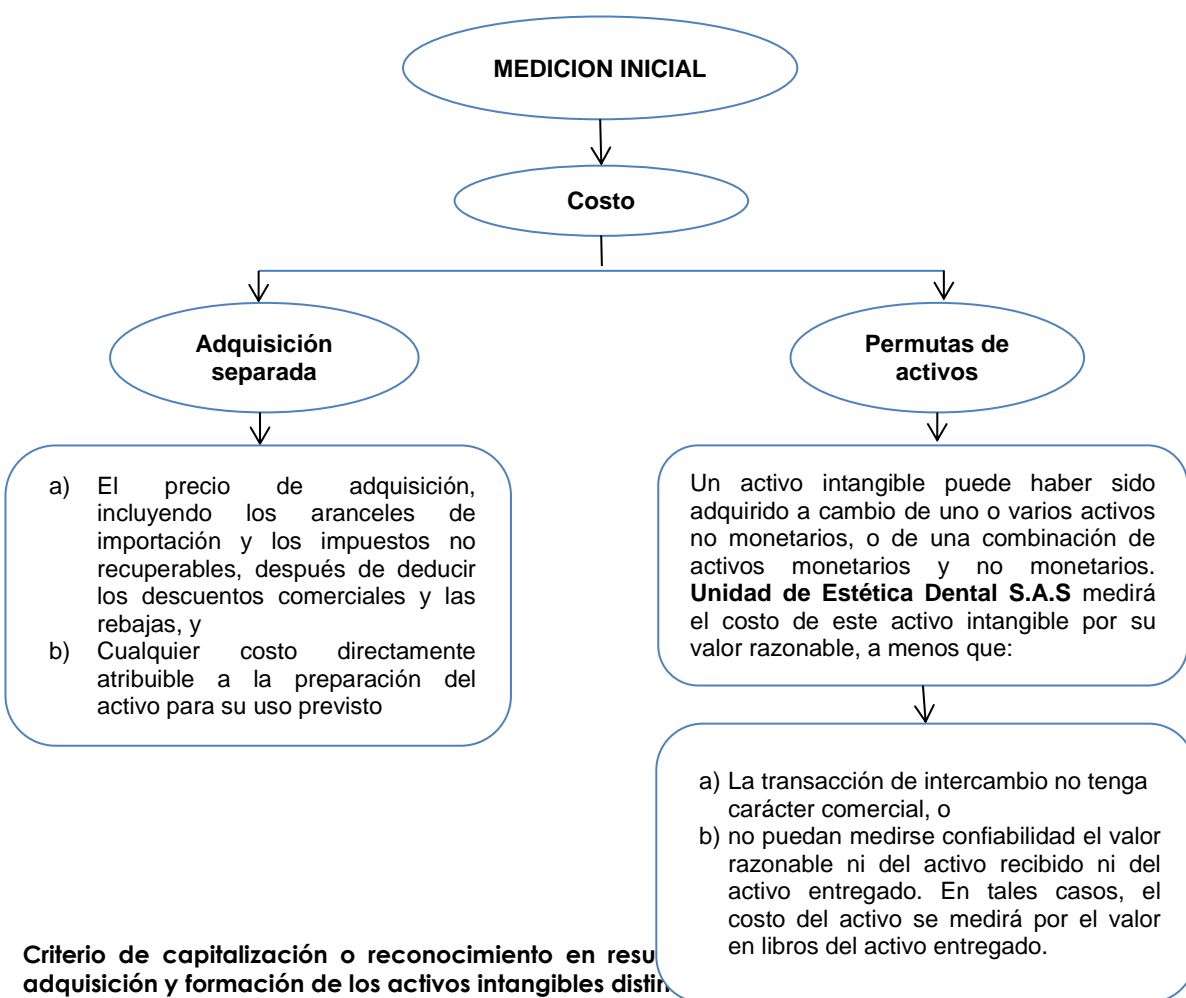 MEDICION INICIAL
Costo
Adquisición
separada
Permutas de
activos
a) El precio de adquisición,
incluyendo los aranceles de
importación y los impuestos no
recuperables, después de deducir
los descuentos comerciales y las
rebajas, y
b) Cualquier costo directamente
atribuible a la preparación del
activo para su uso previsto
Un activo intangible puede haber sido
adquirido a cambio de uno o varios activos
no monetarios, o de una combinación de
activos monetarios y no monetarios.
Unidad de Estética Dental S.A.S medirá
el costo de este activo intangible por su
valor razonable, a menos que:
a) La transacción de intercambio no tenga
carácter comercial, o
b) no puedan medirse confiabilidad el valor
razonable ni del activo recibido ni del
activo entregado. En tales casos, el
costo del activo se medirá por el valor
en libros del activo entregado.
Criterio de capitalización o reconocimiento en
adquisición y formación de los activos intangibles